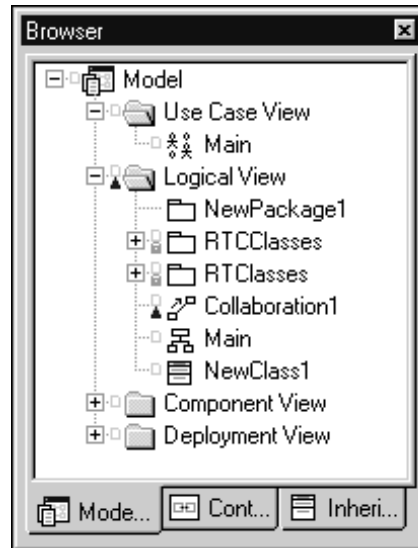 Browser
Model
Use Case View
Main
Logical View
NewPackage1
RTCClasses
RTClasses
Collaboration1
Main
NewClass1
Component View
Deployment View
Mode... Cont... Inheri...